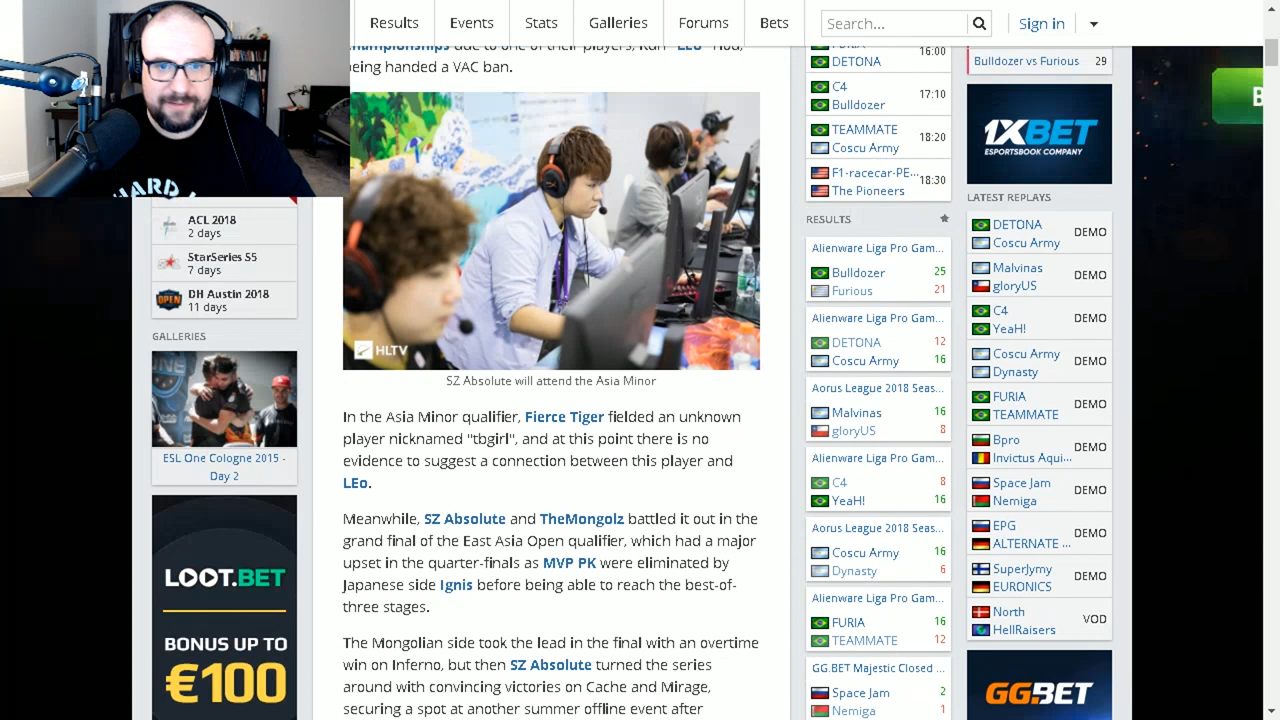 Results
Events
Stats
Galleries
Forums
Bets
Search...
Sign in
being handed a VAC ban.
HARD
ACL 2018
2 days
StarSeries S5
7 days
OPEN
DH Austin 2018
11 days
GALLERIES
ESL One Cologne 2015 -
Day 2
LOOT.BET
BONUS UP TO
€100
HLTV
SZ Absolute will attend the Asia Minor
In the Asia Minor qualifier, Fierce Tiger fielded an unknown
player nicknamed "tbgirl", and at this point there is no
evidence to suggest a connection between this player and
LEo.
Meanwhile, SZ Absolute and TheMongolz battled it out in the
grand final of the East Asia Open qualifier, which had a major
upset in the quarter-finals as MVP PK were eliminated by
Japanese side Ignis before being able to reach the best-of-
three stages.
The Mongolian side took the lead in the final with an overtime
win on Inferno, but then SZ Absolute turned the series
around with convincing victories on Cache and Mirage,
securing a spot at another summer offline event after
16:00
DETONA
C4
17:10
Bulldozer
TEAMMATE
18:20
Coscu Army
F1-racecar-PE...
18:30
The Pioneers
RESULTS
Alienware Liga Pro Gam...
Bulldozer 25
Furious 21
Alienware Liga Pro Gam...
DETONA 12
Coscu Army 16
Aorus League 2018 Seas...
Malvinas 16
gloryUS 8
Alienware Liga Pro Gam...
C4 8
YeaH! 16
Aorus League 2018 Seas...
Coscu Army 16
Dynasty 6
Alienware Liga Pro Gam...
FURIA 16
TEAMMATE 12
GG.BET Majestic Closed ...
Space Jam 2
Nemiga 1
Bulldozer vs Furious 29
1XBET
ESPORTSBOOK COMPANY
LATEST REPLAYS
DETONA
DEMO
Coscu Army
Malvinas
DEMO
gloryUS
C4
DEMO
YeaH!
Coscu Army
DEMO
Dynasty
FURIA
DEMO
TEAMMATE
Bpro
DEMO
Invictus Aqui...
Space Jam
DEMO
Nemiga
EPG
DEMO
ALTERNATE ...
SuperJymy
DEMO
EURONICS
North
VOD
HellRaisers
GGBET
B